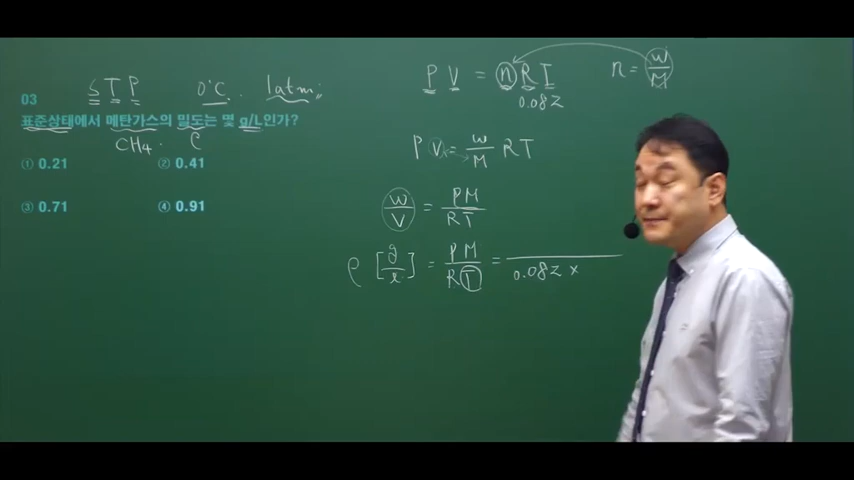 STP 0°C. 1atm;
03
표준상태에서 메탄가스의 밀도는 몇 g/L인가?
CH4. ρ
① 0.21 ② 0.41
③ 0.71 ④ 0.91
PV = nRT n = w/M
0.082
PV = w/M RT
w/V = PM/RT
ρ [g/ℓ] = PM/RT = 0.082 ×